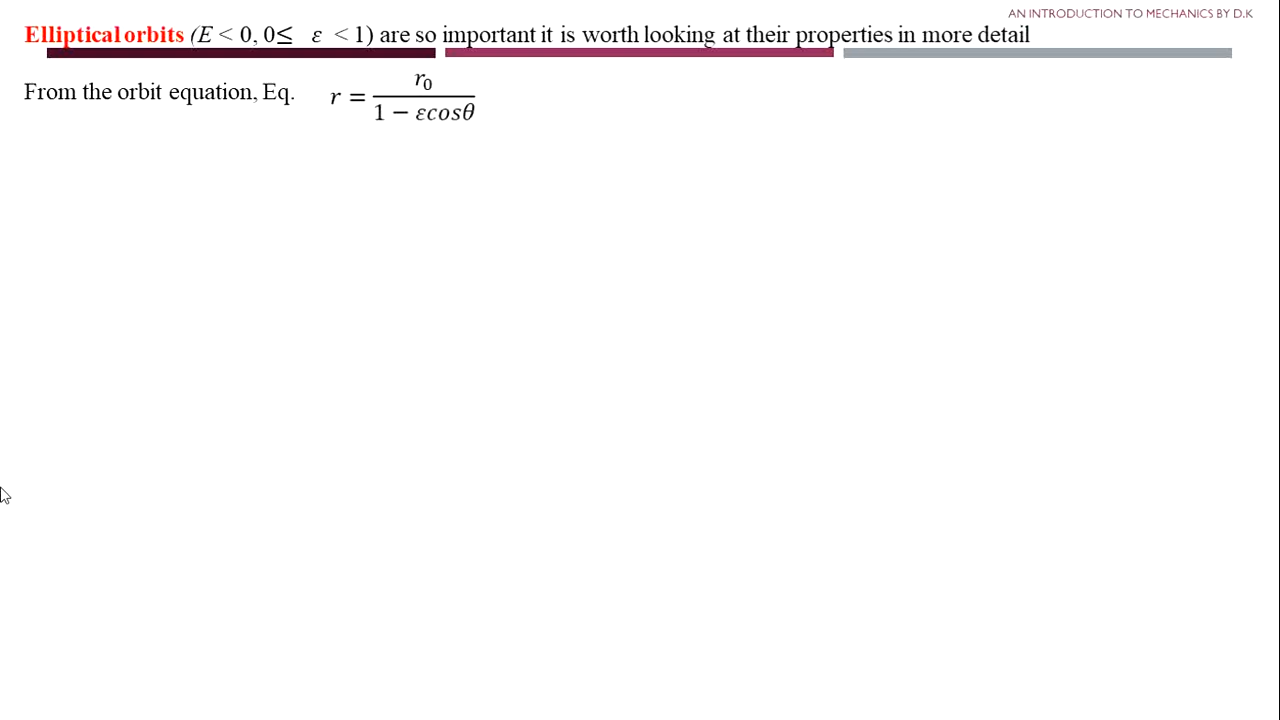 AN INTRODUCTION TO MECHANICS BY D.K
Elliptical orbits (E < 0, 0≤ ε < 1) are so important it is worth looking at their properties in more detail
From the orbit equation, Eq. r = r₀ / (1 − εcosθ)